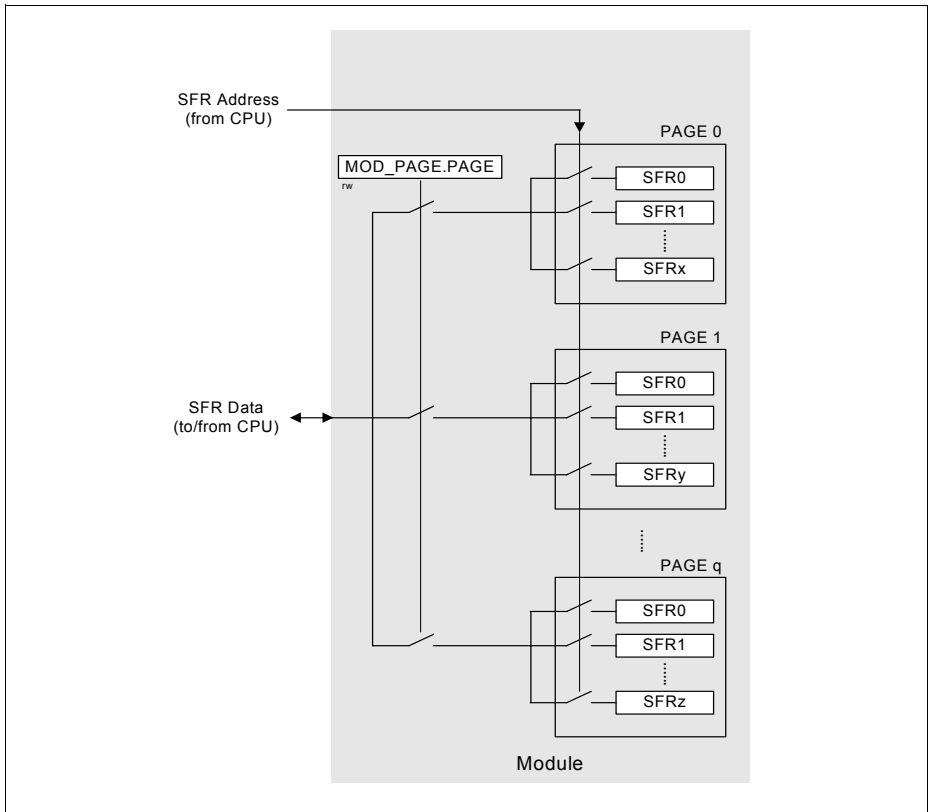 SFR Address
(from CPU)
PAGE 0
MOD_PAGE.PAGE
rw
SFR0
SFR1
SFRx
PAGE 1
SFR0
SFR1
SFRy
SFR Data
(to/from CPU)
PAGE q
SFR0
SFR1
SFRz
Module